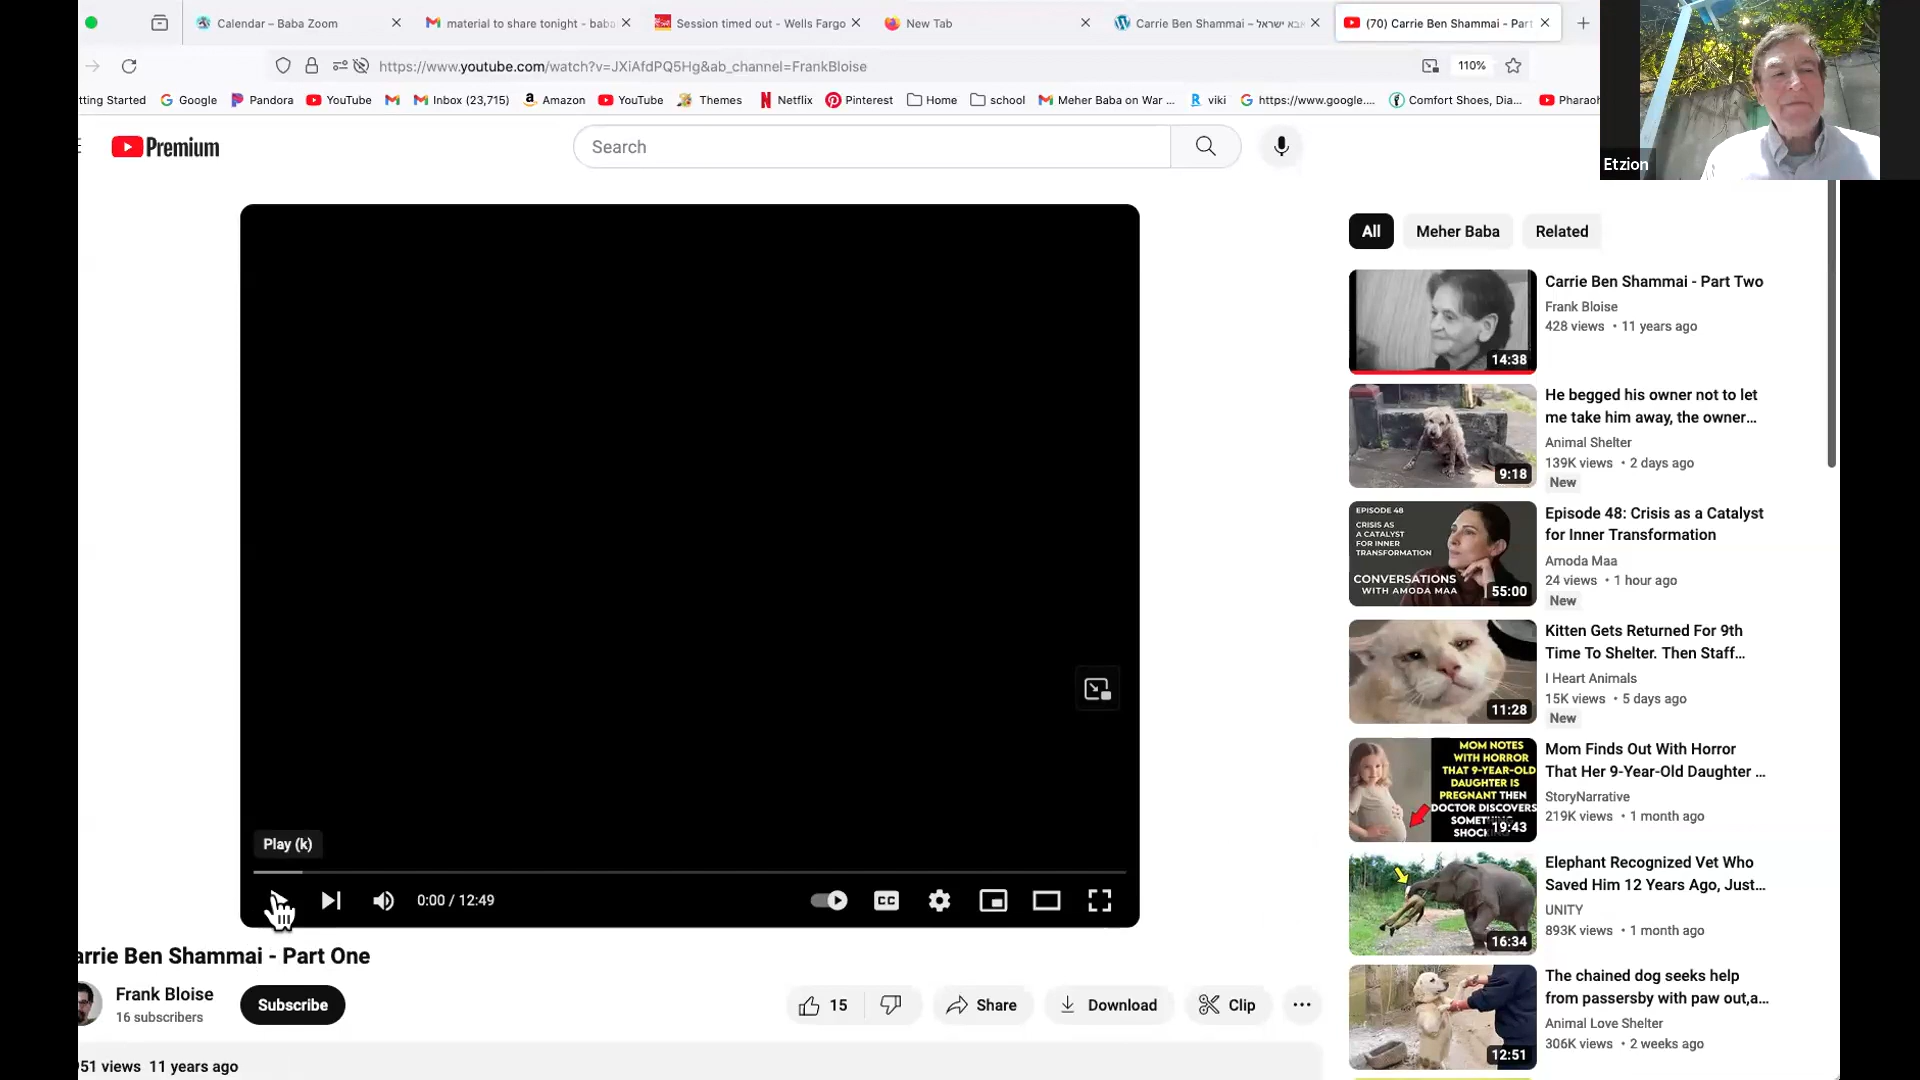 Calendar – Baba Zoom
material to share tonight - baba
Session timed out - Wells Fargo
New Tab
Carrie Ben Shammai – אבא ישראל
(70) Carrie Ben Shammai - Part
https://www.youtube.com/watch?v=JXiAfdPQ5Hg&ab_channel=FrankBloise
110%
tting Started
Google
Pandora
YouTube
Inbox (23,715)
Amazon
YouTube
Themes
Netflix
Pinterest
Home
school
Meher Baba on War ...
viki
https://www.google....
Comfort Shoes, Dia...
Pharaoh
Etzion
Premium
Search
All
Meher Baba
Related
Carrie Ben Shammai - Part Two
Frank Bloise
428 views • 11 years ago
14:38
He begged his owner not to let
me take him away, the owner...
Animal Shelter
139K views • 2 days ago
New
9:18
EPISODE 48
CRISIS AS
A CATALYST
FOR INNER
TRANSFORMATION
CONVERSATIONS
WITH AMODA MAA
55:00
Episode 48: Crisis as a Catalyst
for Inner Transformation
Amoda Maa
24 views • 1 hour ago
New
Kitten Gets Returned For 9th
Time To Shelter. Then Staff...
I Heart Animals
15K views • 5 days ago
New
11:28
MOM NOTES
WITH HORROR
THAT 9-YEAR-OLD
DAUGHTER IS
PREGNANT THEN
DOCTOR DISCOVERS
19:43
Mom Finds Out With Horror
That Her 9-Year-Old Daughter ...
StoryNarrative
219K views • 1 month ago
Elephant Recognized Vet Who
Saved Him 12 Years Ago, Just...
UNITY
893K views • 1 month ago
16:34
The chained dog seeks help
from passersby with paw out,a...
Animal Love Shelter
306K views • 2 weeks ago
12:51
Play (k)
0:00 / 12:49
CC
arrie Ben Shammai - Part One
Frank Bloise
16 subscribers
Subscribe
15
Share
Download
Clip
51 views 11 years ago